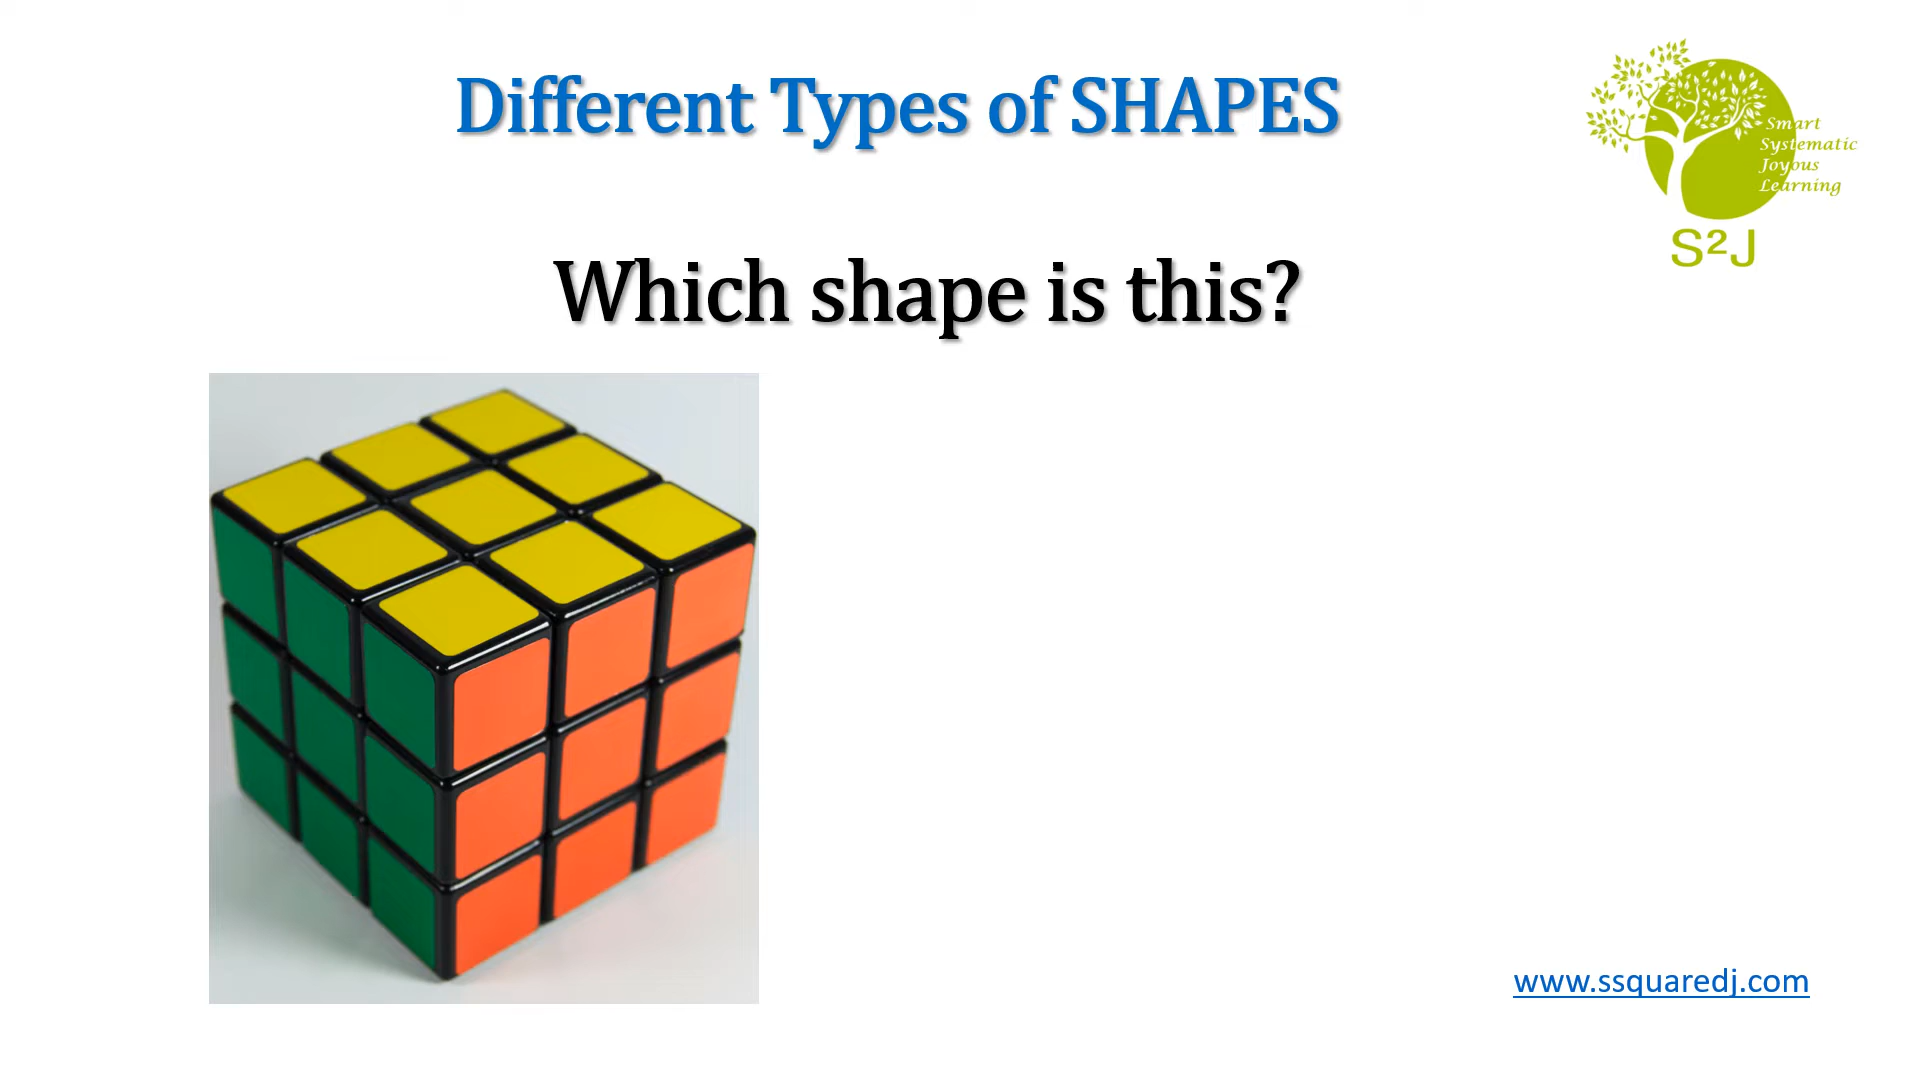 Different Types of SHAPES
Smart
Systematic
Joyous
Learning
S²J
Which shape is this?
www.ssquaredj.com